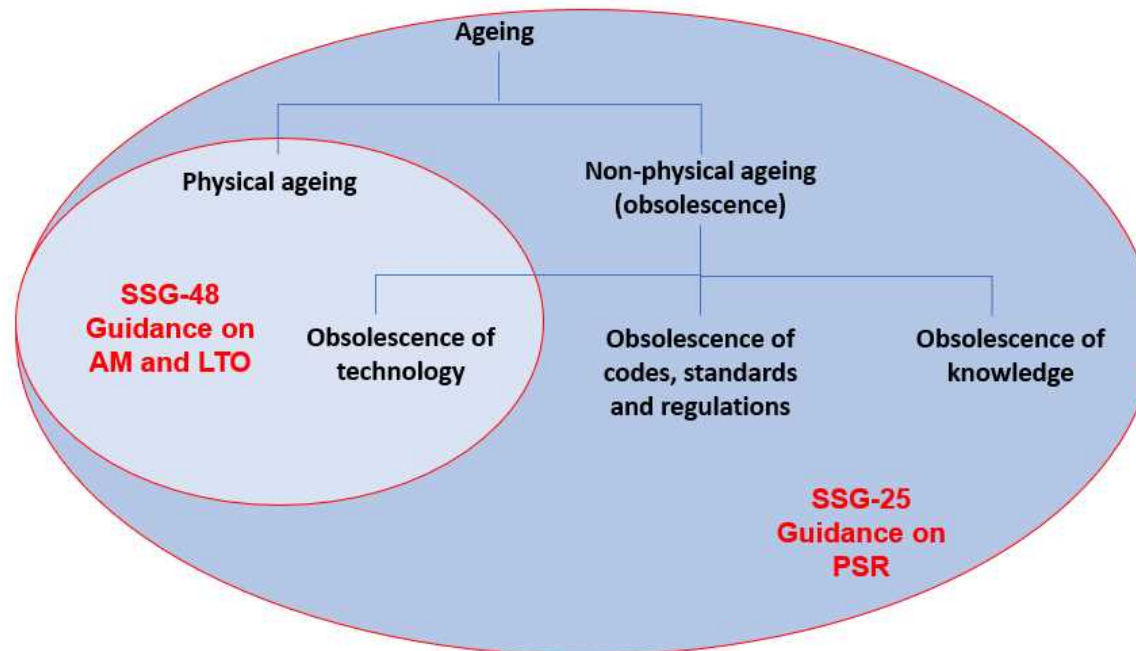 Ageing
Physical ageing
Non-physical ageing
(obsolescence)
SSG-48
Guidance on
AM and LTO
Obsolescence of
technology
Obsolescence of
codes, standards
and regulations
Obsolescence of
knowledge
SSG-25
Guidance on
PSR